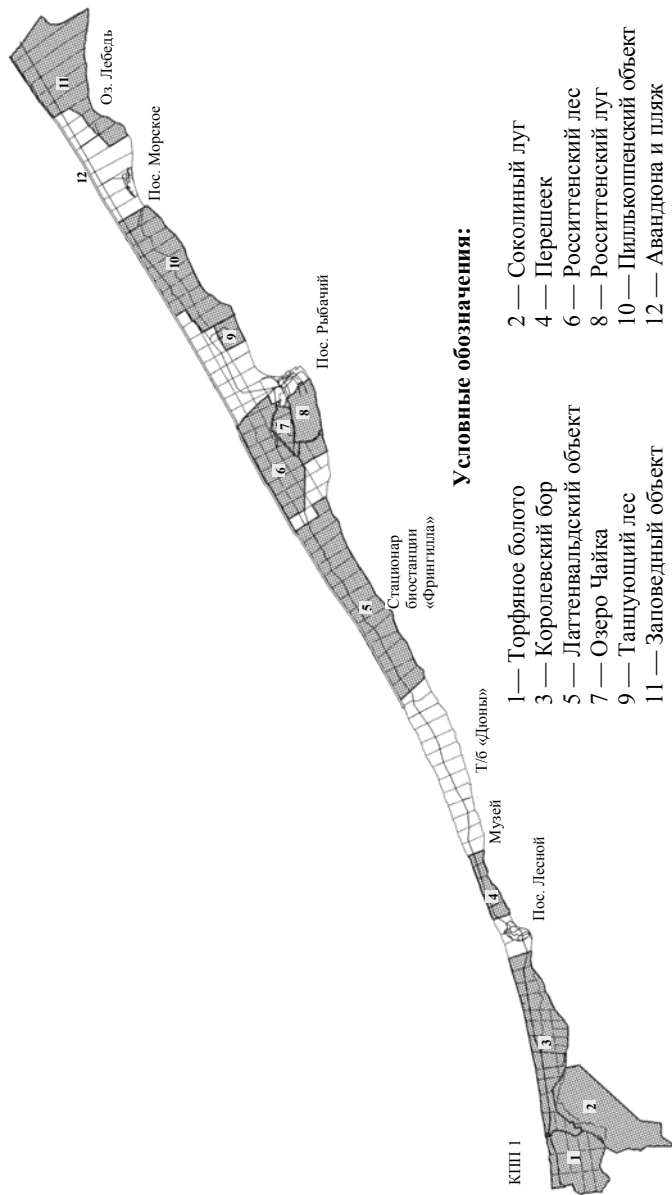 КПП 1
Пос. Лесной
Музей
Т/б «Дюны»
Стационар
биостанции
«Фрингилла»
Пос. Рыбачий
Пос. Морское
Оз. Лебедь
1
2
3
4
5
6
7
8
9
10
11
12
Условные обозначения:
1— Торфяное болото
2 — Соколиный луг
3 — Королевский бор
4 — Перешеек
5 — Латтенвальдский объект
6 — Росситтенский лес
7 — Озеро Чайка
8 — Росситтенский луг
9 — Танцующий лес
10 — Пиллькоппенский объект
11 — Заповедный объект
12 — Авандюна и пляж